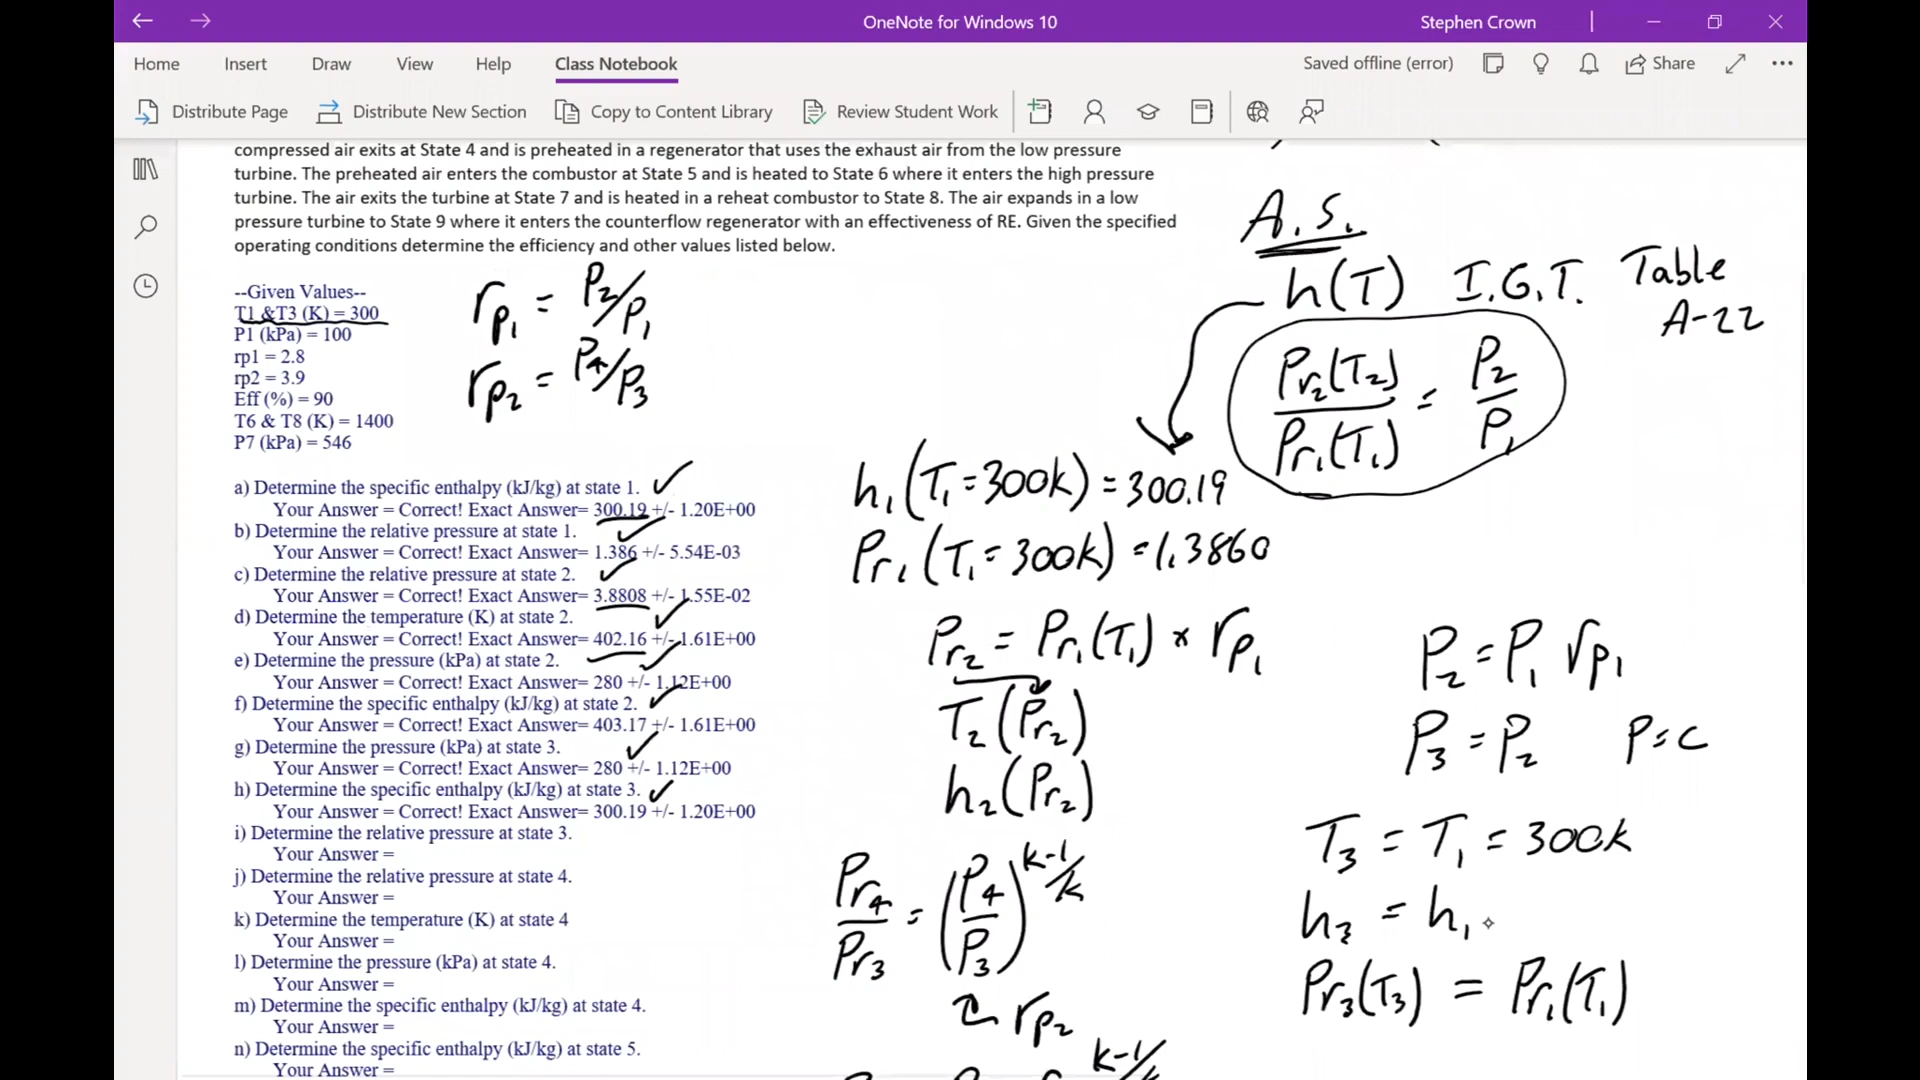 OneNote for Windows 10
Stephen Crown
Home Insert Draw View Help Class Notebook
Saved offline (error) Share
Distribute Page Distribute New Section Copy to Content Library Review Student Work
compressed air exits at State 4 and is preheated in a regenerator that uses the exhaust air from the low pressure
turbine. The preheated air enters the combustor at State 5 and is heated to State 6 where it enters the high pressure
turbine. The air exits the turbine at State 7 and is heated in a reheat combustor to State 8. The air expands in a low
pressure turbine to State 9 where it enters the counterflow regenerator with an effectiveness of RE. Given the specified
operating conditions determine the efficiency and other values listed below.
--Given Values--
T1 &T3 (K) = 300
P1 (kPa) = 100
rp1 = 2.8
rp2 = 3.9
Eff (%) = 90
T6 & T8 (K) = 1400
P7 (kPa) = 546
rp1 = P2/P1
rp2 = P4/P3
a) Determine the specific enthalpy (kJ/kg) at state 1.
Your Answer = Correct! Exact Answer= 300.19 +/- 1.20E+00
b) Determine the relative pressure at state 1.
Your Answer = Correct! Exact Answer= 1.386 +/- 5.54E-03
c) Determine the relative pressure at state 2.
Your Answer = Correct! Exact Answer= 3.8808 +/- 1.55E-02
d) Determine the temperature (K) at state 2.
Your Answer = Correct! Exact Answer= 402.16 +/- 1.61E+00
e) Determine the pressure (kPa) at state 2.
Your Answer = Correct! Exact Answer= 280 +/- 1.12E+00
f) Determine the specific enthalpy (kJ/kg) at state 2.
Your Answer = Correct! Exact Answer= 403.17 +/- 1.61E+00
g) Determine the pressure (kPa) at state 3.
Your Answer = Correct! Exact Answer= 280 +/- 1.12E+00
h) Determine the specific enthalpy (kJ/kg) at state 3.
Your Answer = Correct! Exact Answer= 300.19 +/- 1.20E+00
i) Determine the relative pressure at state 3.
Your Answer =
j) Determine the relative pressure at state 4.
Your Answer =
k) Determine the temperature (K) at state 4
Your Answer =
l) Determine the pressure (kPa) at state 4.
Your Answer =
m) Determine the specific enthalpy (kJ/kg) at state 4.
Your Answer =
n) Determine the specific enthalpy (kJ/kg) at state 5.
Your Answer =
A.S.
h(T) I.G.T. Table
A-22
Pr2(T2)/Pr1(T1) = P2/P1
h1(T1=300k) = 300.19
Pr1(T1=300k) = 1.3860
Pr2 = Pr1(T1) * rp1
T2(Pr2)
h2(Pr2)
Pr4/Pr3 = (P4/P3)^k-1/k
rp2
k-1/
P2 = P1 rp1
P3 = P2 P=c
T3 = T1 = 300k
h3 = h1
Pr3(T3) = Pr1(T1)